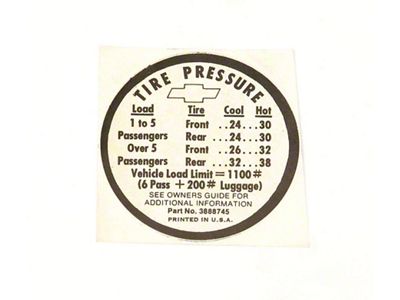 TIRE PRESSURE
Load Tire Cool Hot
1 to 5 Front ..24...30
Passengers Rear ...24...30
Over 5 Front ..26...32
Passengers Rear ...32...38
Vehicle Load Limit = 1100#
(6 Pass + 200# Luggage)
SEE OWNERS GUIDE FOR
ADDITIONAL INFORMATION
Part No. 3888745
PRINTED IN U.S.A.